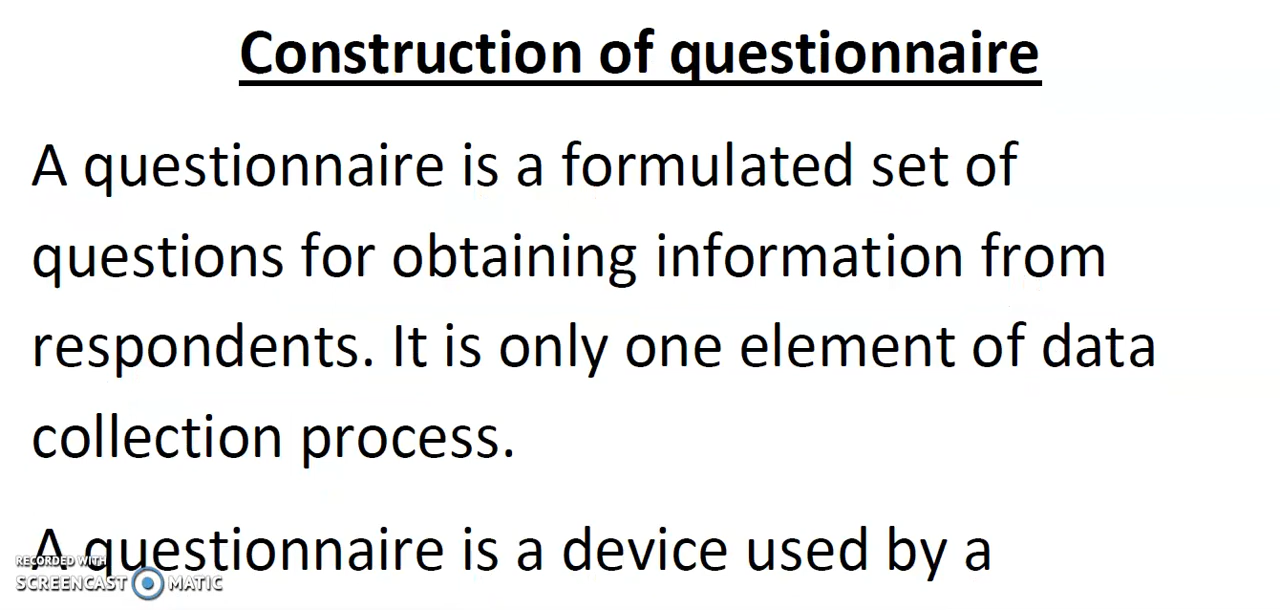 Construction of questionnaire
A questionnaire is a formulated set of
questions for obtaining information from
respondents. It is only one element of data
collection process.
A questionnaire is a device used by a
RECORDED WITH
SCREENCAST MATIC